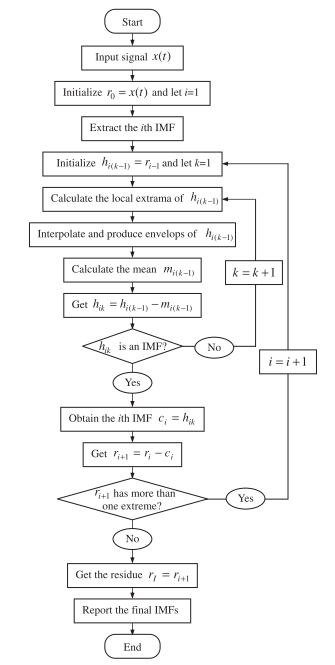 Start
Input signal x(t)
Initialize r₀ = x(t) and let i=1
Extract the ith IMF
Initialize h_{i(k−1)} = r_{i−1} and let k=1
Calculate the local extrama of h_{i(k−1)}
Interpolate and produce envelops of h_{i(k−1)}
Calculate the mean m_{i(k−1)}
k = k+1
Get h_{ik} = h_{i(k−1)} − m_{i(k−1)}
h_{ik} is an IMF?
No
i = i+1
Yes
Obtain the ith IMF c_i = h_{ik}
Get r_{i+1} = r_i − c_i
r_{i+1} has more than
one extreme?
Yes
No
Get the residue r_I = r_{i+1}
Report the final IMFs
End